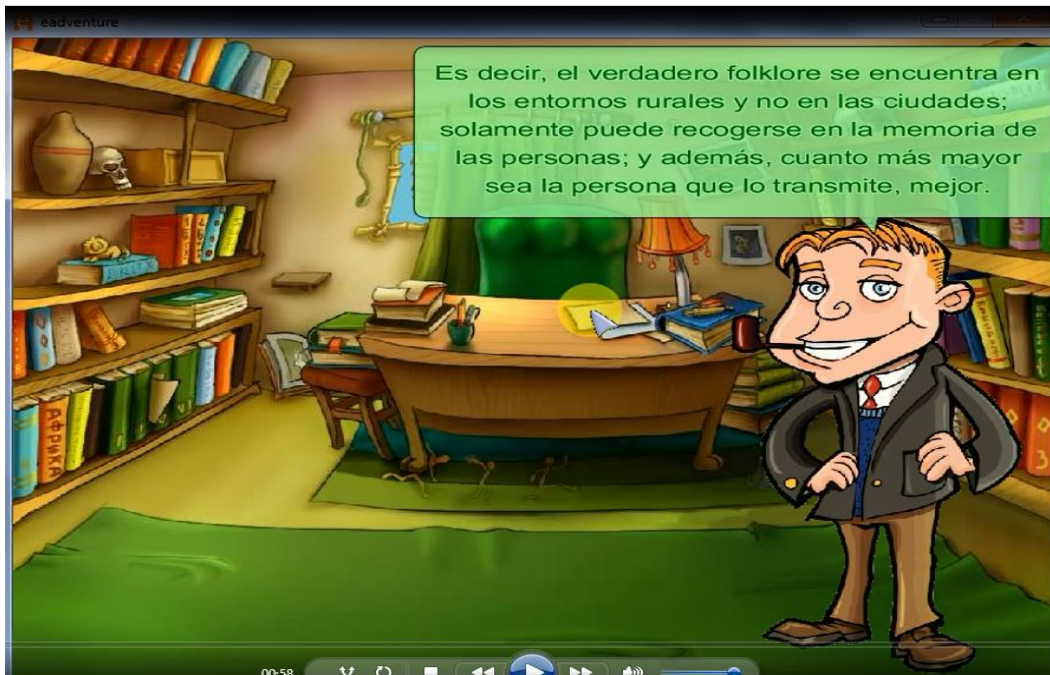 eadventure
Es decir, el verdadero folklore se encuentra en
los entornos rurales y no en las ciudades;
solamente puede recogerse en la memoria de
las personas; y además, cuanto más mayor
sea la persona que lo transmite, mejor.
АФРИКА
3
00:58